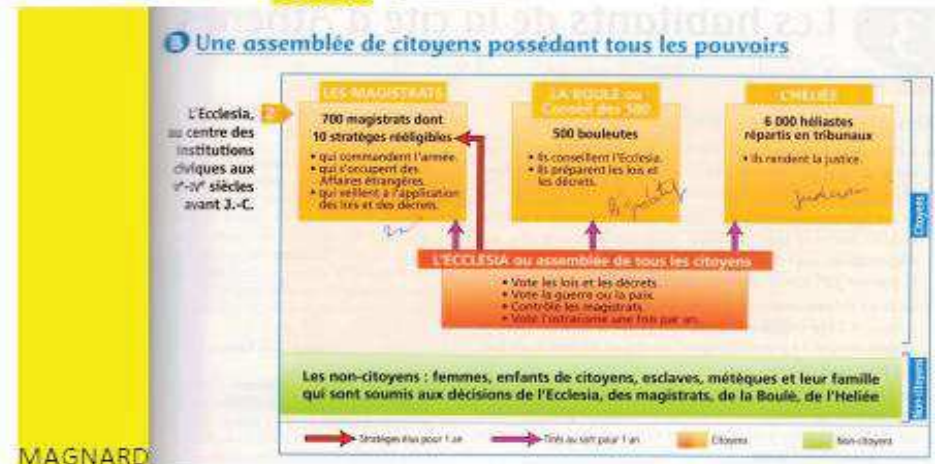 Une assemblée de citoyens possédant tous les pouvoirs
L'Ecclesia,
au centre des
institutions
civiques aux
Vᵉ-IVᵉ siècles
avant J.-C.
2
LES MAGISTRATS
700 magistrats dont
10 stratèges rééligibles
• qui commandent l'armée.
• qui s'occupent des
Affaires étrangères.
• qui veillent à l'application
des lois et des décrets.
LA BOULÈ ou
Conseil des 500
500 bouleutes
• Ils conseillent l'Ecclesia.
• Ils préparent les lois et
les décrets.
L'HÉLIÉE
6 000 héliastes
répartis en tribunaux
• Ils rendent la justice.
L'ECCLÉSIA ou assemblée de tous les citoyens
• Vote les lois et les décrets.
• Vote la guerre ou la paix.
• Contrôle les magistrats.
• Vote l'ostracisme une fois par an.
Citoyens
Les non-citoyens : femmes, enfants de citoyens, esclaves, métèques et leur famille
qui sont soumis aux décisions de l'Ecclesia, des magistrats, de la Boulè, de l'Heliée
Non-citoyens
Stratèges élus pour 1 an
Tirés au sort pour 1 an
Citoyens
Non-citoyens
MAGNARD